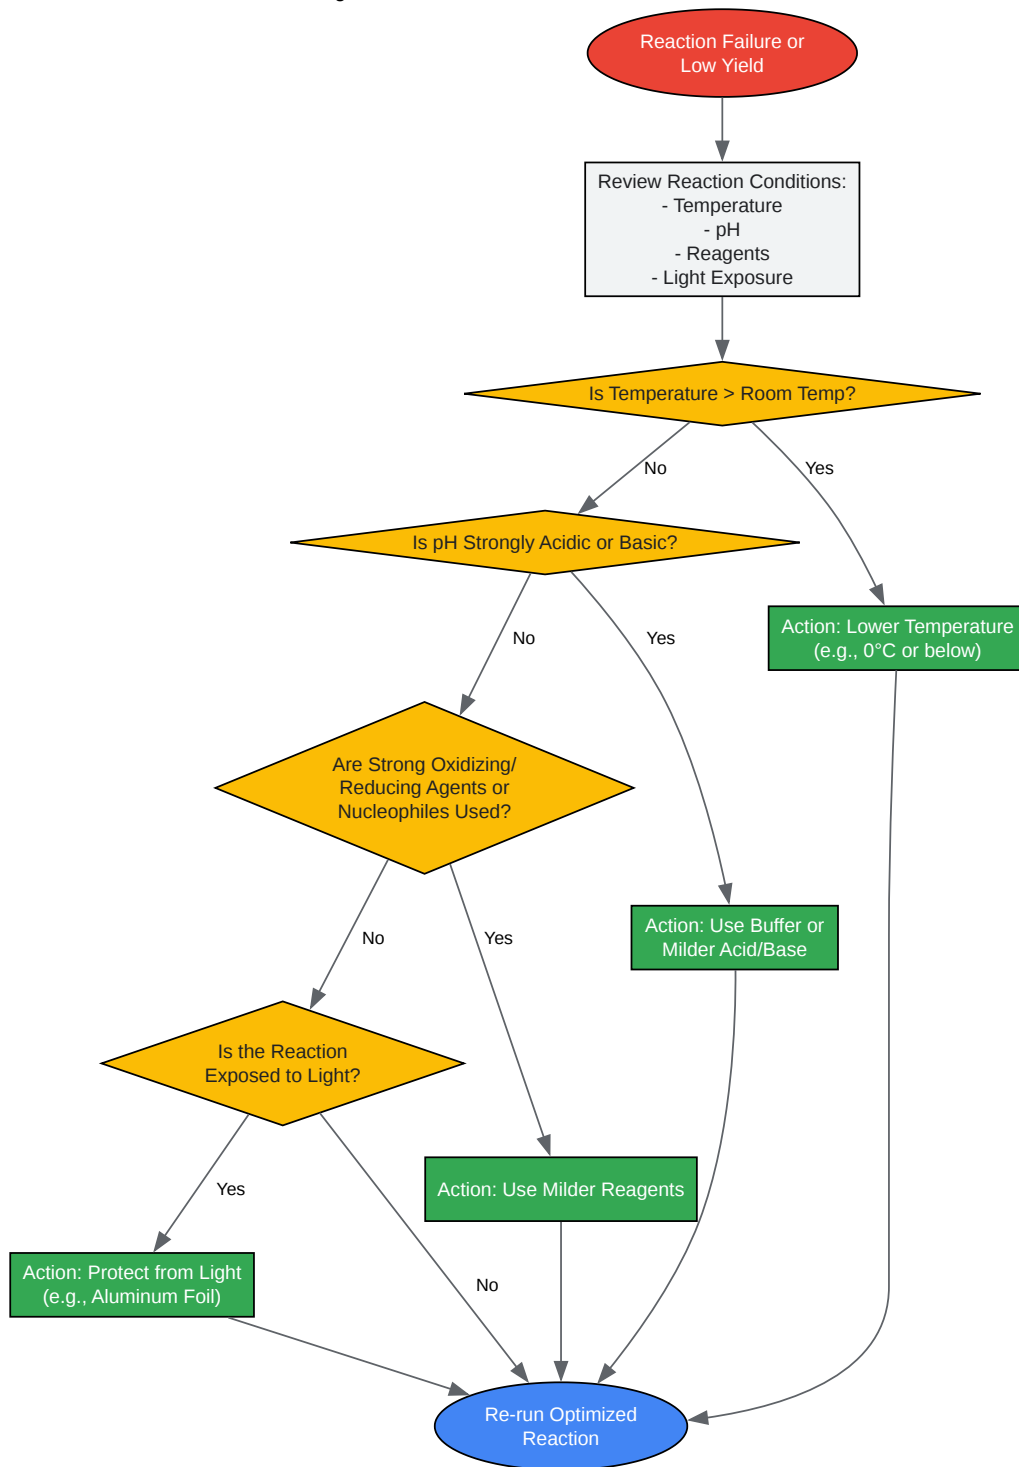 Reaction Failure or
Low Yield
Review Reaction Conditions:
- Temperature
- pH
- Reagents
- Light Exposure
Is Temperature > Room Temp?
No
Yes
Is pH Strongly Acidic or Basic?
No
Yes
Action: Lower Temperature
(e.g., 0°C or below)
Are Strong Oxidizing/
Reducing Agents or
Nucleophiles Used?
No
Yes
Action: Use Buffer or
Milder Acid/Base
Is the Reaction
Exposed to Light?
Yes
No
Action: Use Milder Reagents
Action: Protect from Light
(e.g., Aluminum Foil)
Re-run Optimized
Reaction